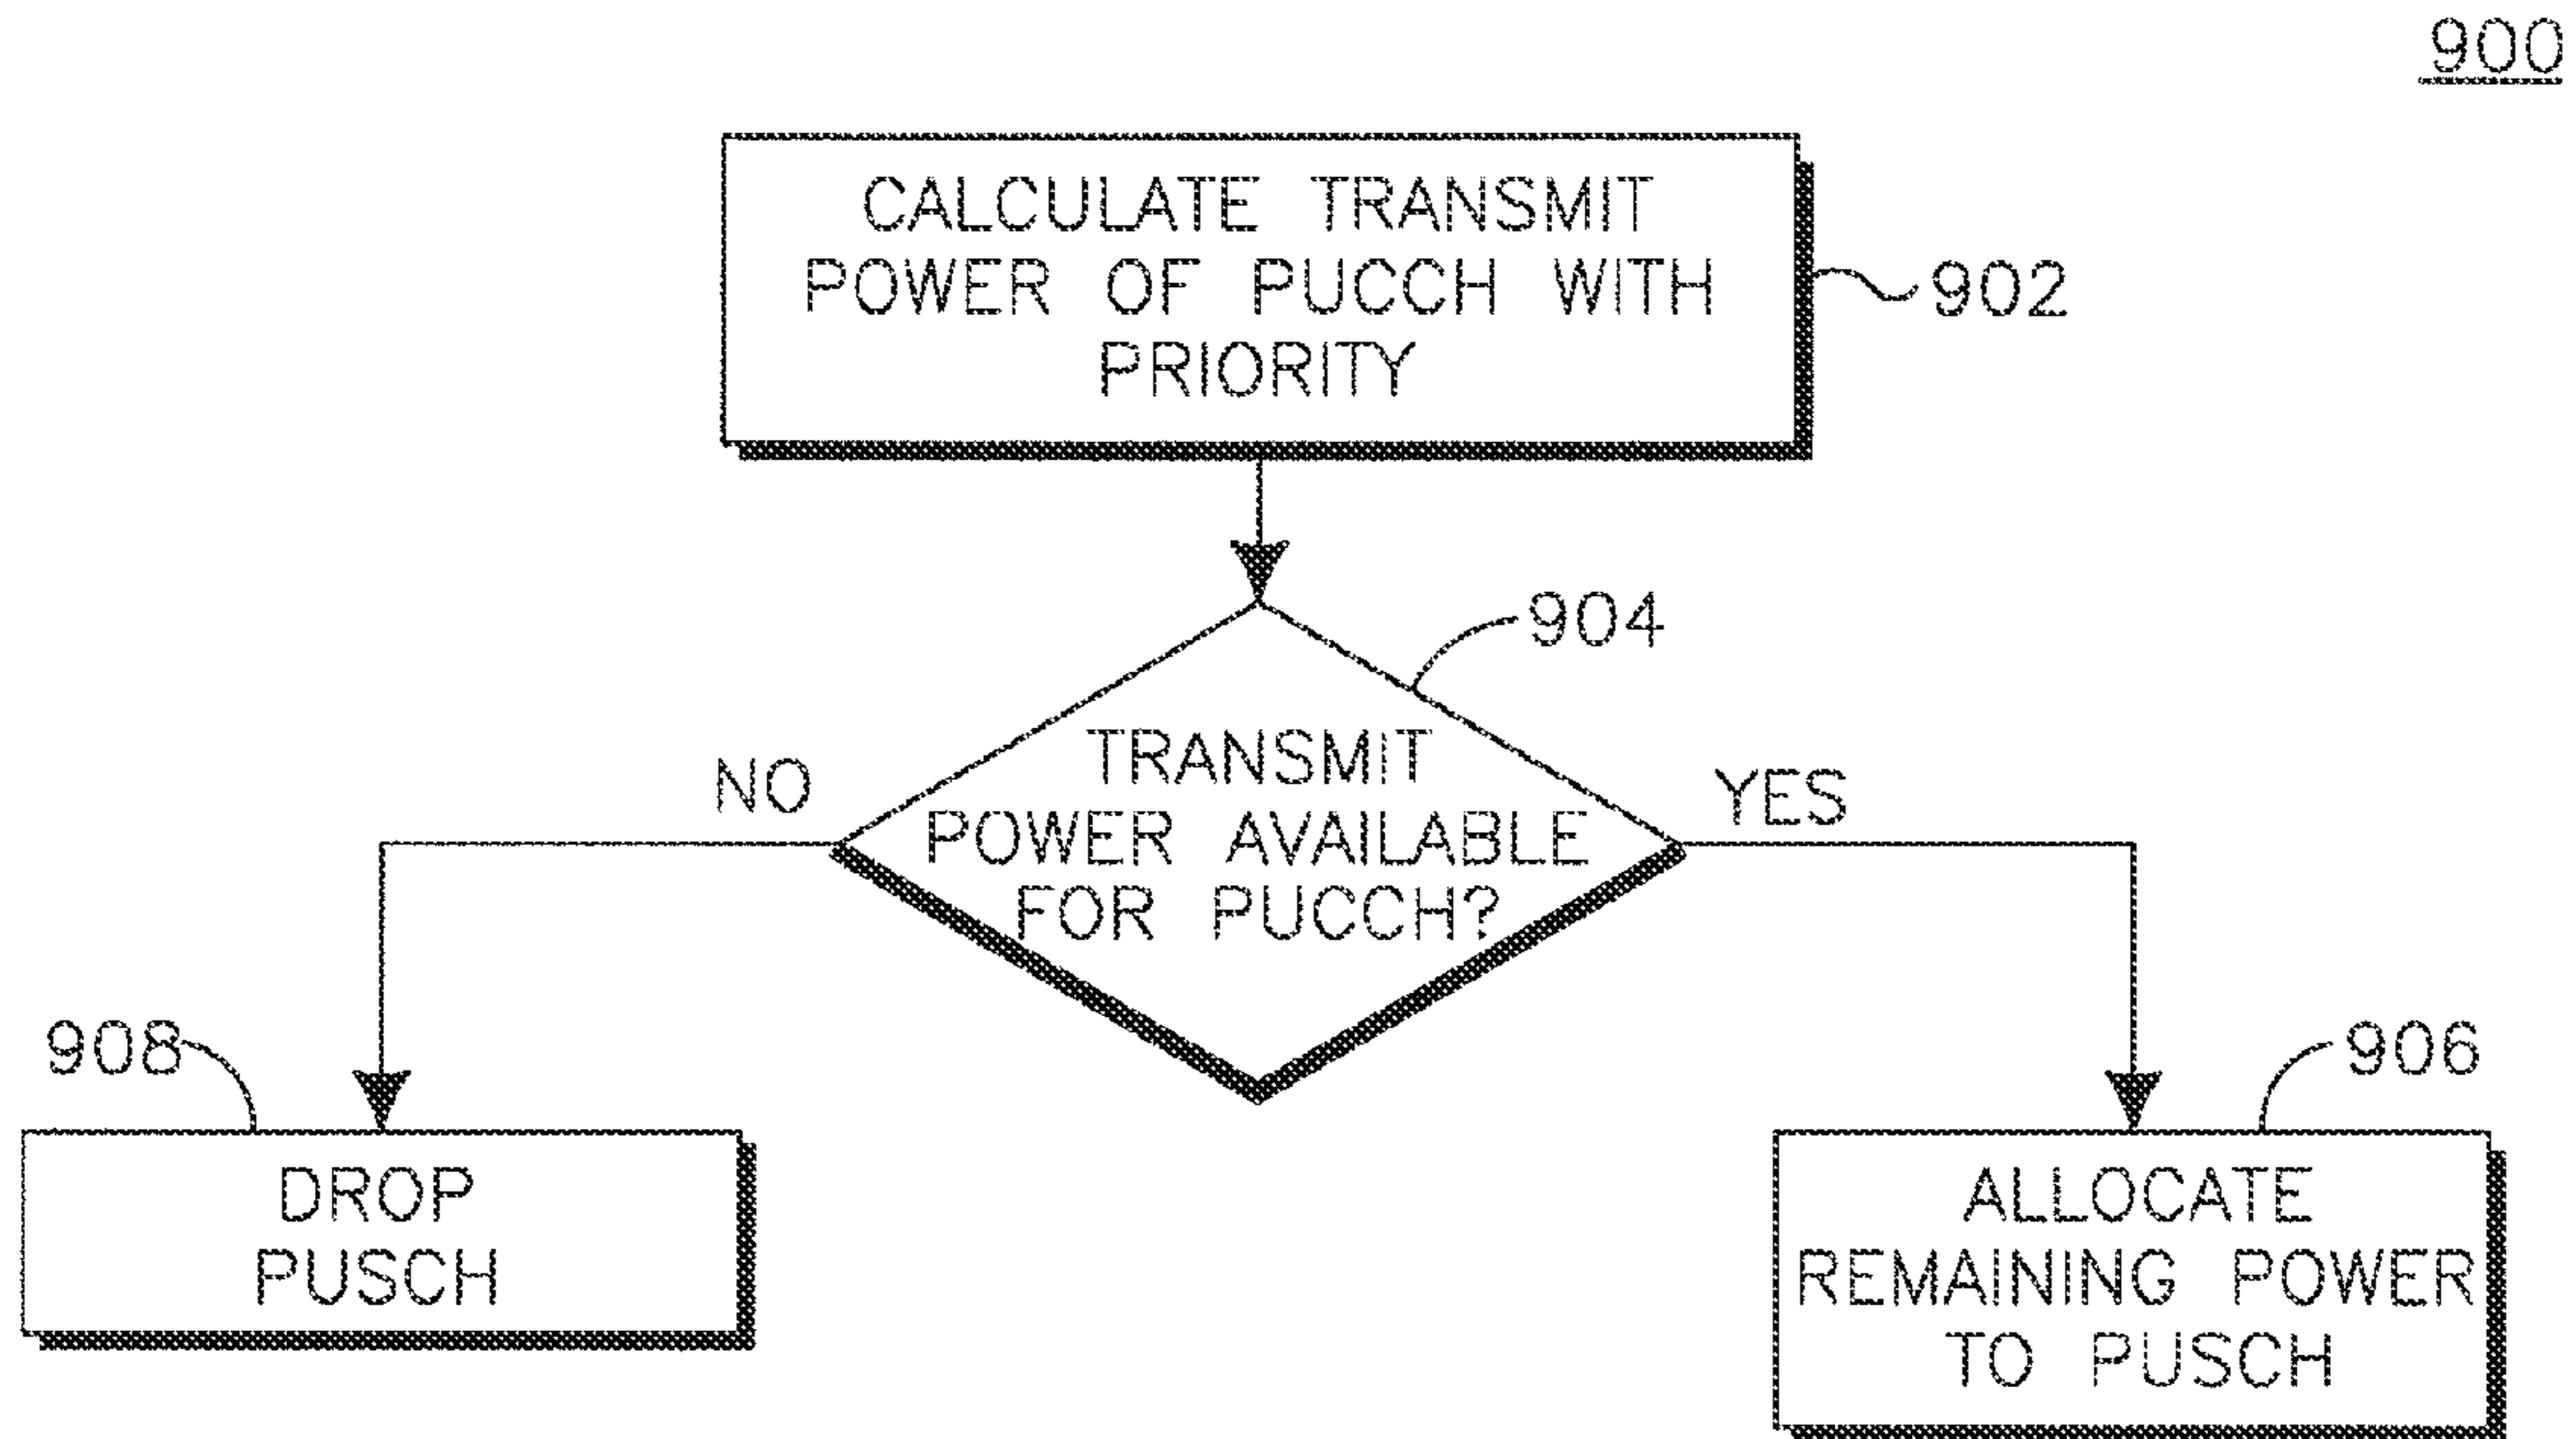 900
CALCULATE TRANSMIT
POWER OF PUCCH WITH
PRIORITY
902
904
TRANSMIT
POWER AVAILABLE
FOR PUCCH?
NO
YES
908
DROP
PUSCH
906
ALLOCATE
REMAINING POWER
TO PUSCH